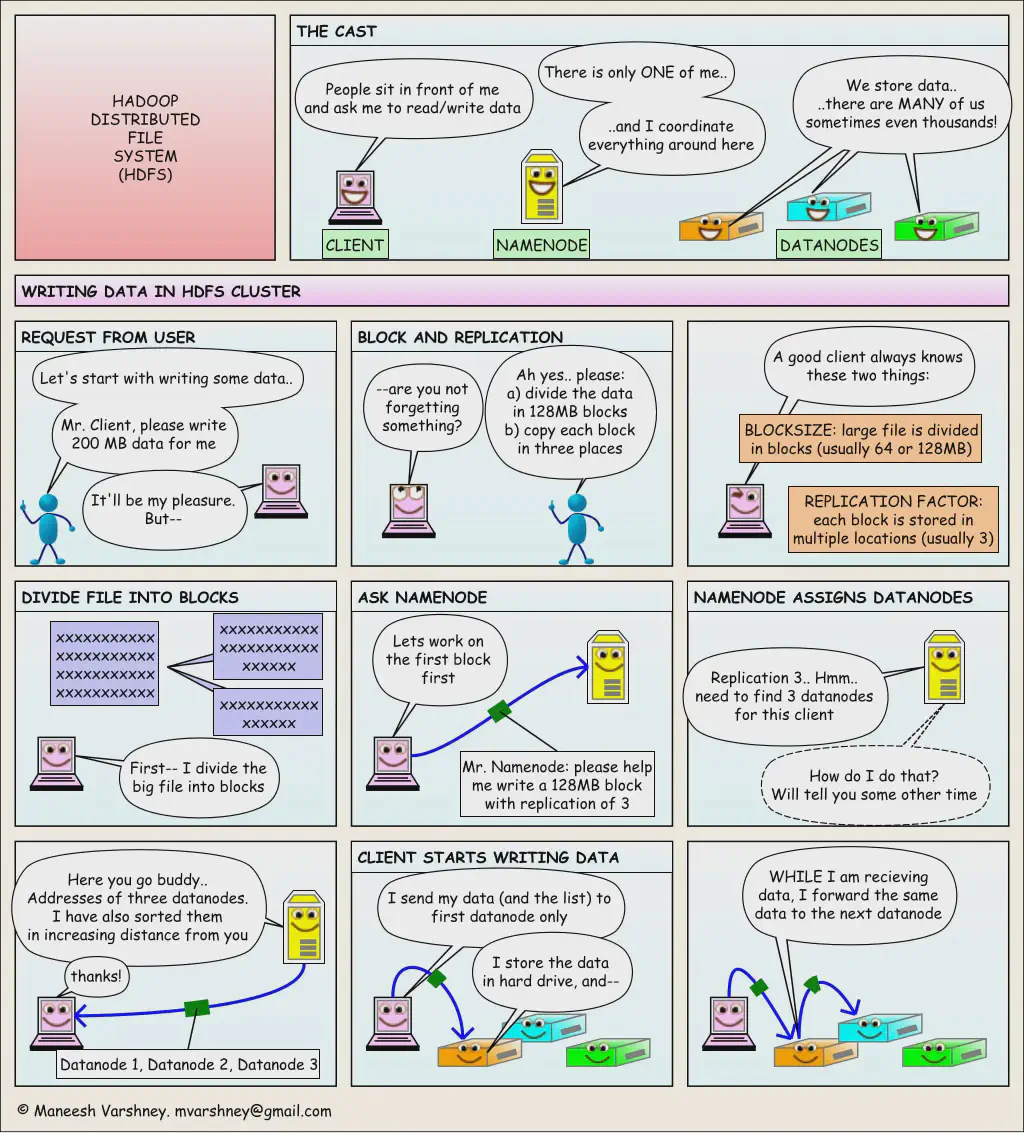 HADOOP
DISTRIBUTED
FILE
SYSTEM
(HDFS)
THE CAST
People sit in front of me
and ask me to read/write data
There is only ONE of me..
..and I coordinate
everything around here
We store data..
..there are MANY of us
sometimes even thousands!
CLIENT
NAMENODE
DATANODES
WRITING DATA IN HDFS CLUSTER
REQUEST FROM USER
Let's start with writing some data..
Mr. Client, please write
200 MB data for me
It'll be my pleasure.
But--
BLOCK AND REPLICATION
--are you not
forgetting
something?
Ah yes.. please:
a) divide the data
in 128MB blocks
b) copy each block
in three places
A good client always knows
these two things:
BLOCKSIZE: large file is divided
in blocks (usually 64 or 128MB)
REPLICATION FACTOR:
each block is stored in
multiple locations (usually 3)
DIVIDE FILE INTO BLOCKS
xxxxxxxxxxx
xxxxxxxxxxx
xxxxxxxxxxx
xxxxxxxxxxx
xxxxxxxxxxx
xxxxxxxxxxx
xxxxxx
xxxxxxxxxxx
xxxxxx
First-- I divide the
big file into blocks
ASK NAMENODE
Lets work on
the first block
first
Mr. Namenode: please help
me write a 128MB block
with replication of 3
NAMENODE ASSIGNS DATANODES
Replication 3.. Hmm..
need to find 3 datanodes
for this client
How do I do that?
Will tell you some other time
Here you go buddy..
Addresses of three datanodes.
I have also sorted them
in increasing distance from you
thanks!
Datanode 1, Datanode 2, Datanode 3
CLIENT STARTS WRITING DATA
I send my data (and the list) to
first datanode only
I store the data
in hard drive, and--
WHILE I am recieving
data, I forward the same
data to the next datanode
© Maneesh Varshney. mvarshney@gmail.com